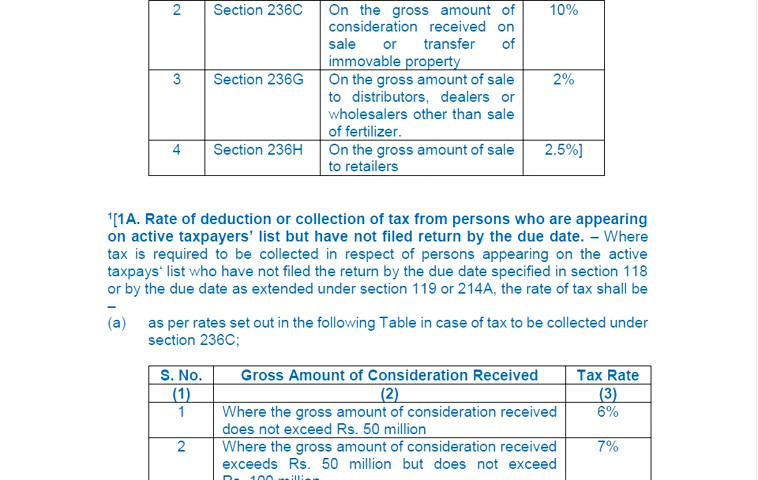 2 Section 236C On the gross amount of 10%
consideration received on
sale or transfer of
immovable property
3 Section 236G On the gross amount of sale 2%
to distributors, dealers or
wholesalers other than sale
of fertilizer.
4 Section 236H On the gross amount of sale 2.5%]
to retailers
¹[1A. Rate of deduction or collection of tax from persons who are appearing
on active taxpayers’ list but have not filed return by the due date. – Where
tax is required to be collected in respect of persons appearing on the active
taxpays‘ list who have not filed the return by the due date specified in section 118
or by the due date as extended under section 119 or 214A, the rate of tax shall be
–
(a) as per rates set out in the following Table in case of tax to be collected under
section 236C;
S. No. Gross Amount of Consideration Received Tax Rate
(1) (2) (3)
1 Where the gross amount of consideration received 6%
does not exceed Rs. 50 million
2 Where the gross amount of consideration received 7%
exceeds Rs. 50 million but does not exceed
Rs. 100 million